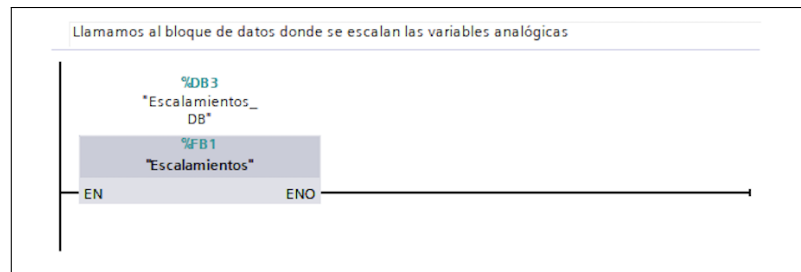 Llamamos al bloque de datos donde se escalan las variables analógicas
%DB3
"Escalamientos_
DB"
%FB1
"Escalamientos"
EN ENO